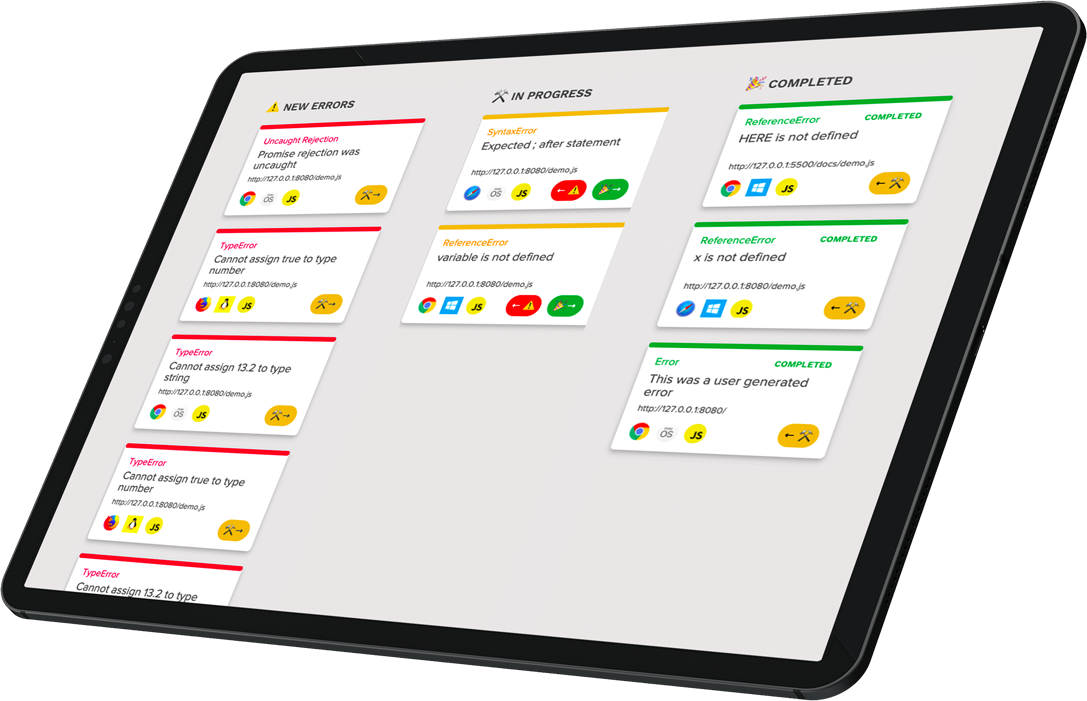 NEW ERRORS
Uncaught Rejection
Promise rejection was
uncaught
http://127.0.0.1:8080/demo.js
mac
OS
JS
TypeError
Cannot assign true to type
number
http://127.0.0.1:8080/demo.js
JS
TypeError
Cannot assign 13.2 to type
string
http://127.0.0.1:8080/demo.js
mac
OS
JS
TypeError
Cannot assign true to type
number
http://127.0.0.1:8080/demo.js
JS
TypeError
Cannot assign 13.2 to type
IN PROGRESS
SyntaxError
Expected ; after statement
http://127.0.0.1:8080/demo.js
mac
OS
JS
ReferenceError
variable is not defined
http://127.0.0.1:8080/demo.js
JS
COMPLETED
ReferenceError COMPLETED
HERE is not defined
http://127.0.0.1:5500/docs/demo.js
JS
ReferenceError COMPLETED
x is not defined
http://127.0.0.1:8080/demo.js
JS
Error COMPLETED
This was a user generated
error
http://127.0.0.1:8080/
mac
OS
JS